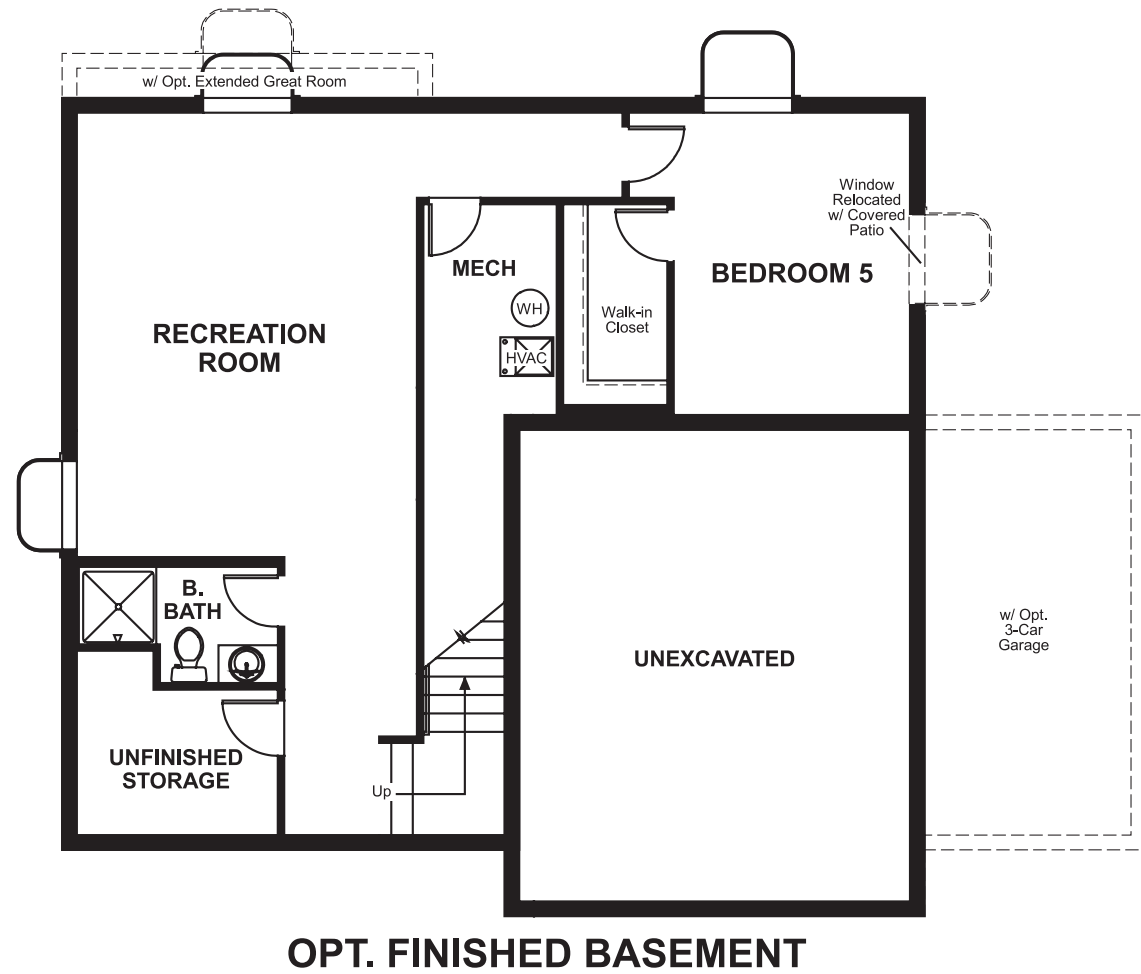 w/ Opt. Extended Great Room
Window
Relocated
w/ Covered
Patio
MECH
BEDROOM 5
WH
Walk-in
Closet
RECREATION
ROOM
HVAC
B.
BATH
w/ Opt.
3-Car
Garage
UNEXCAVATED
UNFINISHED
STORAGE
Up
OPT. FINISHED BASEMENT